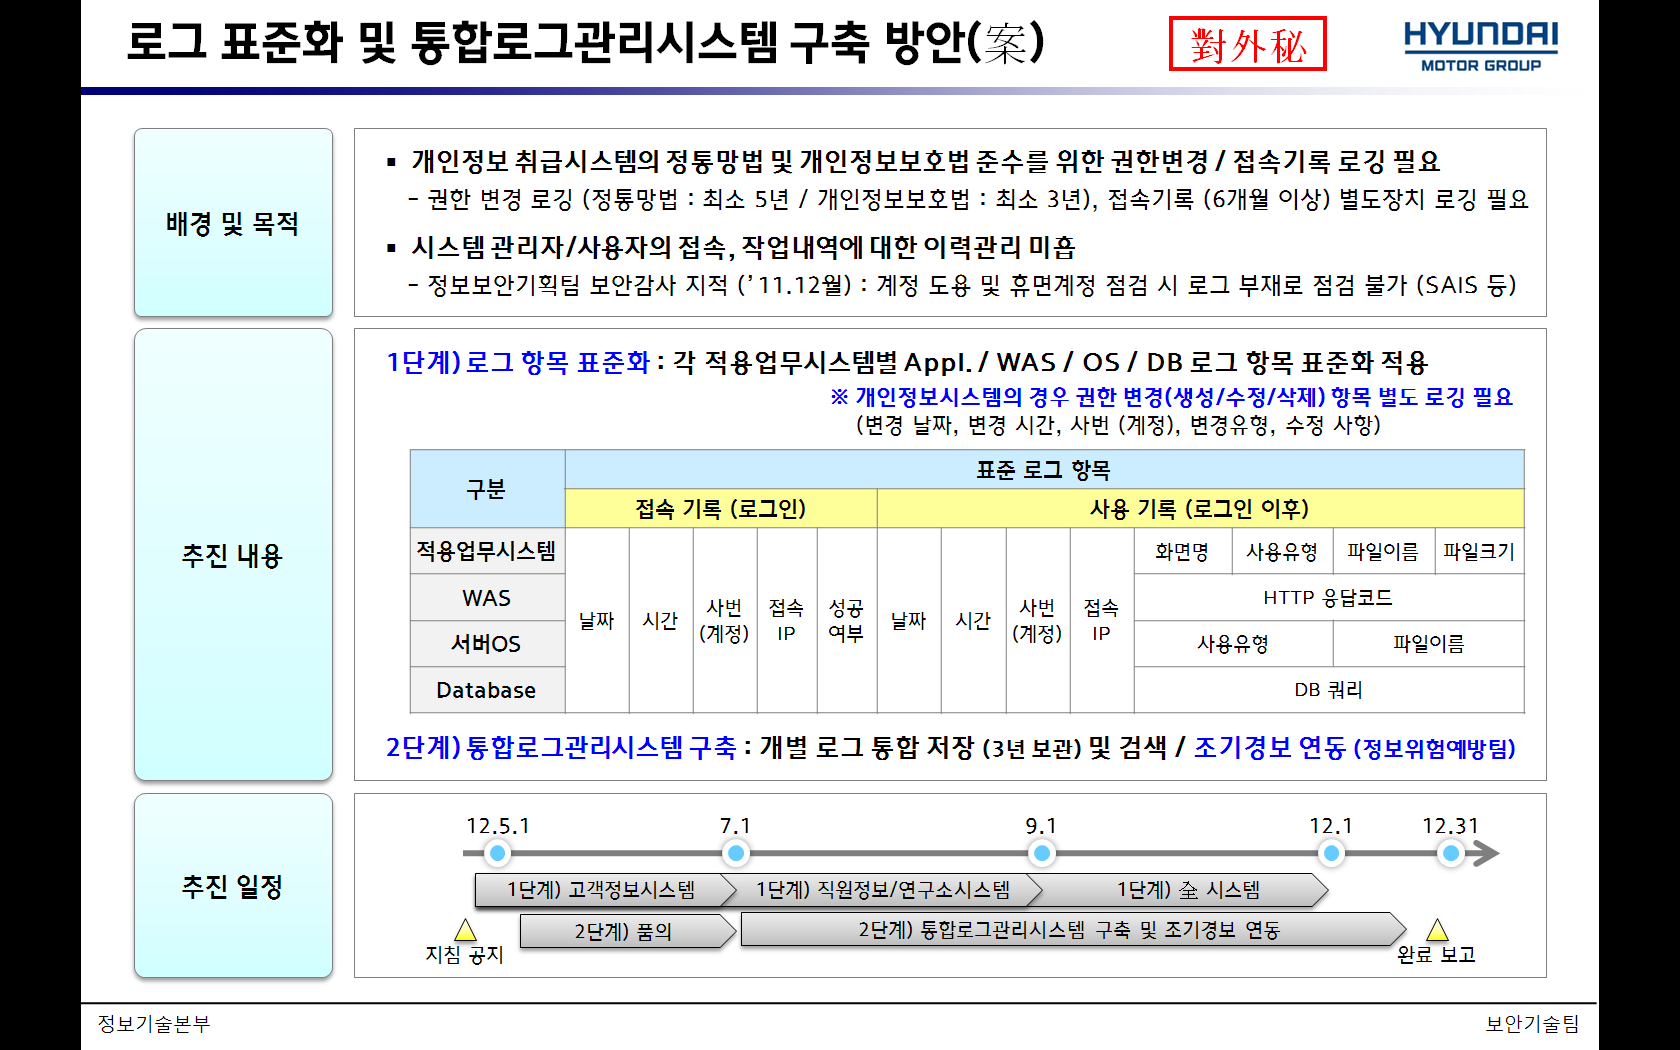 로그 표준화 및 통합로그관리시스템 구축 방안(案)
對外秘
HYUNDAI
MOTOR GROUP
배경 및 목적
▪ 개인정보 취급시스템의 정통망법 및 개인정보보호법 준수를 위한 권한변경 / 접속기록 로깅 필요
- 권한 변경 로깅 (정통망법 : 최소 5년 / 개인정보보호법 : 최소 3년), 접속기록 (6개월 이상) 별도장치 로깅 필요
▪ 시스템 관리자/사용자의 접속, 작업내역에 대한 이력관리 미흡
- 정보보안기획팀 보안감사 지적 (’11.12월) : 계정 도용 및 휴면계정 점검 시 로그 부재로 점검 불가 (SAIS 등)
추진 내용
1단계) 로그 항목 표준화 : 각 적용업무시스템별 Appl. / WAS / OS / DB 로그 항목 표준화 적용
※ 개인정보시스템의 경우 권한 변경(생성/수정/삭제) 항목 별도 로깅 필요
(변경 날짜, 변경 시간, 사번 (계정), 변경유형, 수정 사항)
구분
표준 로그 항목
접속 기록 (로그인)
사용 기록 (로그인 이후)
적용업무시스템
WAS
서버OS
Database
날짜
시간
사번
(계정)
접속
IP
성공
여부
날짜
시간
사번
(계정)
접속
IP
화면명
사용유형
파일이름
파일크기
HTTP 응답코드
사용유형
파일이름
DB 쿼리
2단계) 통합로그관리시스템 구축 : 개별 로그 통합 저장 (3년 보관) 및 검색 / 조기경보 연동 (정보위험예방팀)
추진 일정
12.5.1
7.1
9.1
12.1
12.31
1단계) 고객정보시스템
1단계) 직원정보/연구소시스템
1단계) 全 시스템
2단계) 품의
2단계) 통합로그관리시스템 구축 및 조기경보 연동
지침 공지
완료 보고
정보기술본부
보안기술팀